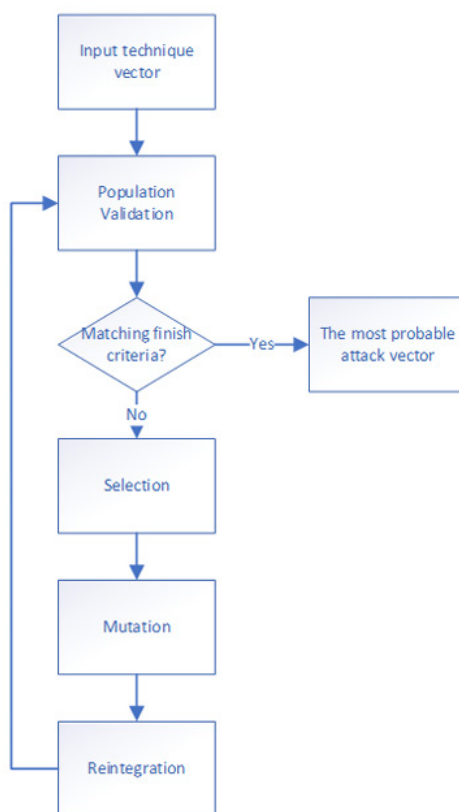 Input technique
vector
Population
Validation
Matching finish
criteria?
Yes
The most probable
attack vector
No
Selection
Mutation
Reintegration